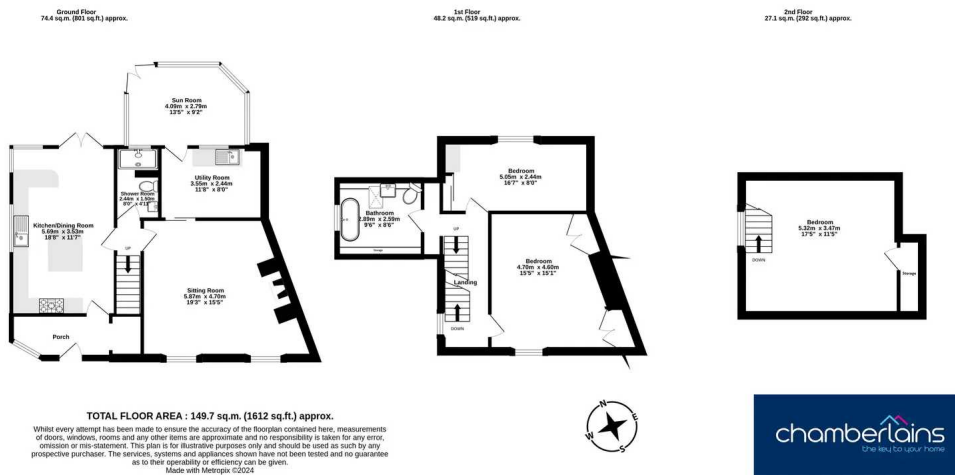 Ground Floor
74.4 sq.m. (801 sq.ft.) approx.
1st Floor
48.2 sq.m. (519 sq.ft.) approx.
2nd Floor
27.1 sq.m. (292 sq.ft.) approx.
Sun Room
4.09m x 2.79m
13'5" x 9'2"
Utility Room
3.55m x 2.44m
11'8" x 8'0"
Shower Room
2.44m x 1.50m
8'0" x 4'11"
Kitchen/Dining Room
5.69m x 3.53m
18'8" x 11'7"
UP
Sitting Room
5.87m x 4.70m
19'3" x 15'5"
Porch
Bedroom
5.05m x 2.44m
16'7" x 8'0"
Bathroom
2.89m x 2.59m
9'6" x 8'6"
Storage
UP
Landing
DOWN
Bedroom
4.70m x 4.60m
15'5" x 15'1"
Bedroom
5.32m x 3.47m
17'5" x 11'5"
DOWN
Storage
TOTAL FLOOR AREA : 149.7 sq.m. (1612 sq.ft.) approx.
Whilst every attempt has been made to ensure the accuracy of the floorplan contained here, measurements
of doors, windows, rooms and any other items are approximate and no responsibility is taken for any error,
omission or mis-statement. This plan is for illustrative purposes only and should be used as such by any
prospective purchaser. The services, systems and appliances shown have not been tested and no guarantee
as to their operability or efficiency can be given.
Made with Metropix ©2024
N
E
W
S
chamberlains
the key to your home